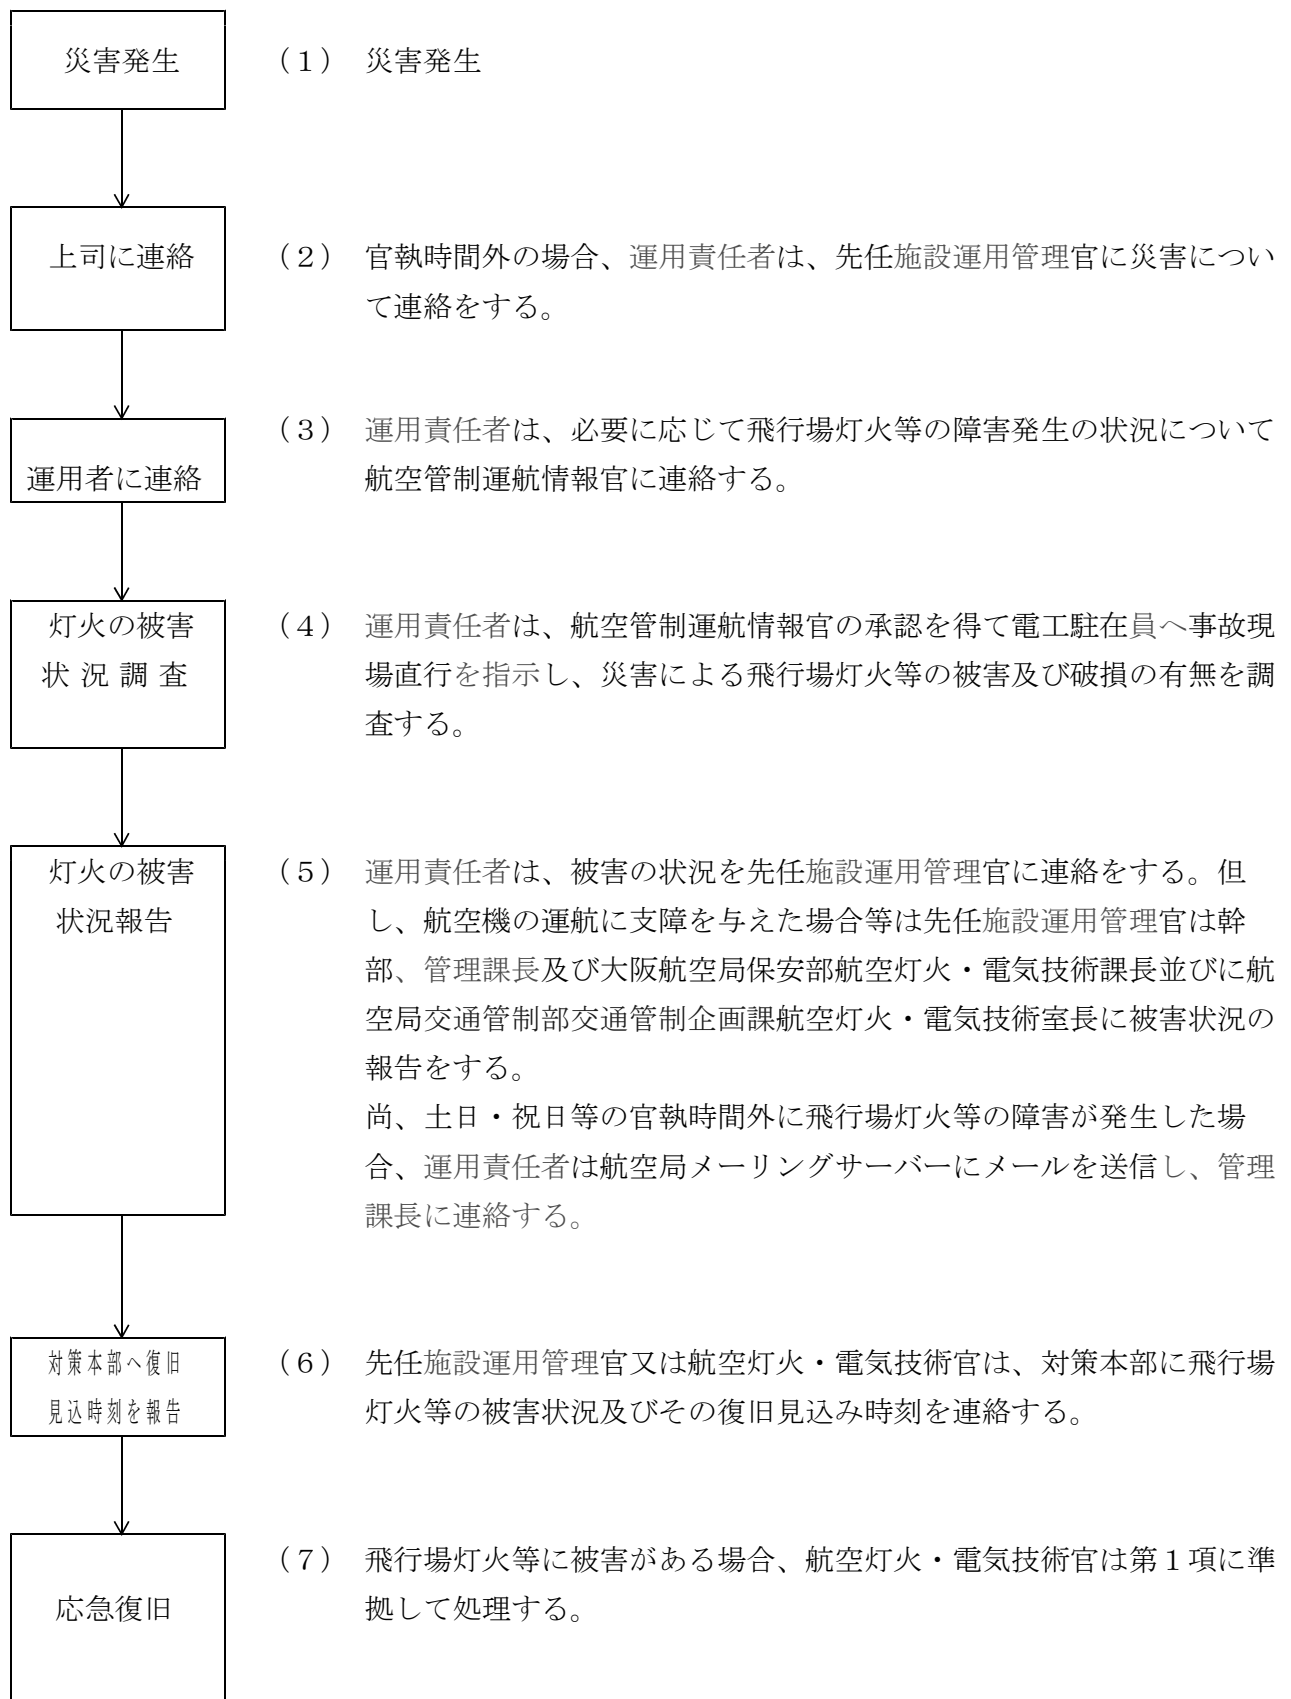 災害発生
（１） 災害発生
上司に連絡
（２） 官執時間外の場合、運用責任者は、先任施設運用管理官に災害につい
て連絡をする。
運用者に連絡
（３） 運用責任者は、必要に応じて飛行場灯火等の障害発生の状況について
航空管制運航情報官に連絡する。
灯火の被害
状況調査
（４） 運用責任者は、航空管制運航情報官の承認を得て電工駐在員へ事故現
場直行を指示し、災害による飛行場灯火等の被害及び破損の有無を調
査する。
灯火の被害
状況報告
（５） 運用責任者は、被害の状況を先任施設運用管理官に連絡をする。但
し、航空機の運航に支障を与えた場合等は先任施設運用管理官は幹
部、管理課長及び大阪航空局保安部航空灯火・電気技術課長並びに航
空局交通管制部交通管制企画課航空灯火・電気技術室長に被害状況の
報告をする。
尚、土日・祝日等の官執時間外に飛行場灯火等の障害が発生した場
合、運用責任者は航空局メーリングサーバーにメールを送信し、管理
課長に連絡する。
対策本部へ復旧
見込時刻を報告
（６） 先任施設運用管理官又は航空灯火・電気技術官は、対策本部に飛行場
灯火等の被害状況及びその復旧見込み時刻を連絡する。
応急復旧
（７） 飛行場灯火等に被害がある場合、航空灯火・電気技術官は第１項に準
拠して処理する。